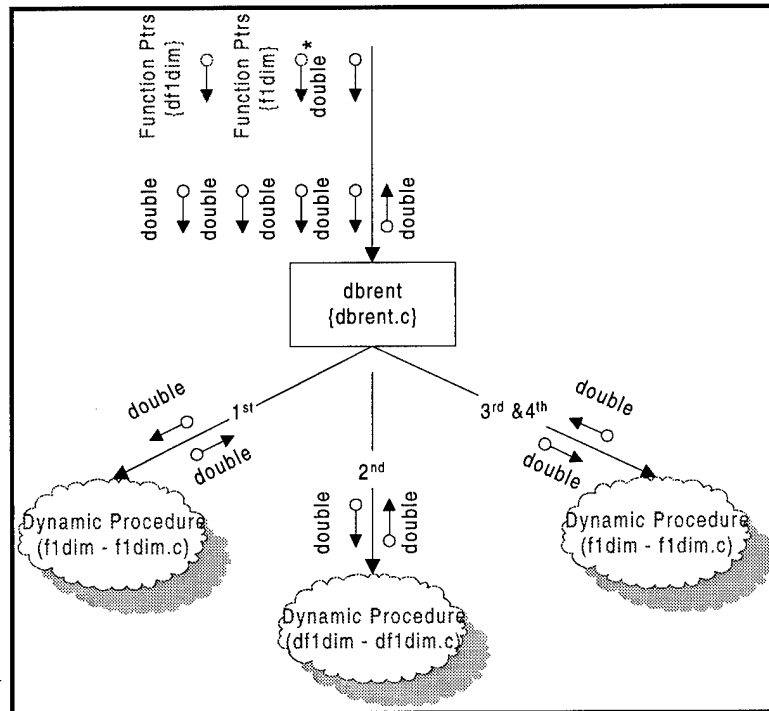 Function Ptrs
{df1dim}
Function Ptrs
{f1dim}
*
double
double
double
double
double
double
dbrent
{dbrent.c}
double
1st
double
2nd
double
double
3rd &4th
double
double
Dynamic Procedure
(f1dim - f1dim.c)
Dynamic Procedure
(df1dim - df1dim.c)
Dynamic Procedure
(f1dim - f1dim.c)